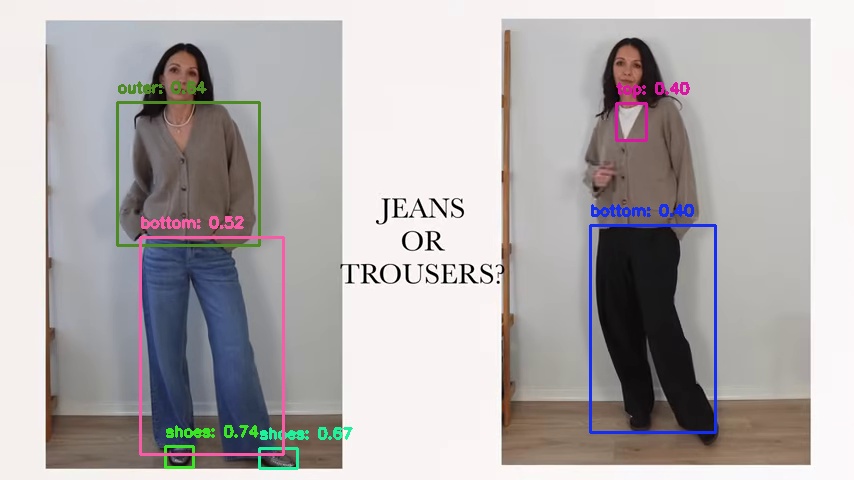 outer: 0.64
top: 0.40
bottom: 0.52
bottom: 0.40
JEANS
OR
TROUSERS?
shoes: 0.74
shoes: 0.67